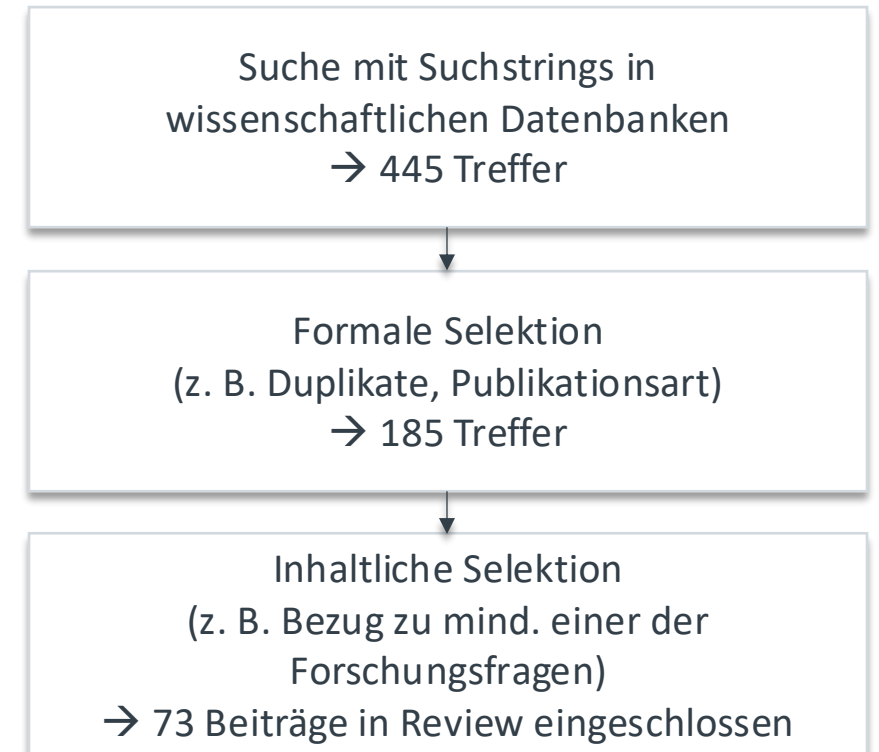 Suche mit Suchstrings in
wissenschaftlichen Datenbanken
→ 445 Treffer
Formale Selektion
(z. B. Duplikate, Publikationsart)
→ 185 Treffer
Inhaltliche Selektion
(z. B. Bezug zu mind. einer der
Forschungsfragen)
→ 73 Beiträge in Review eingeschlossen